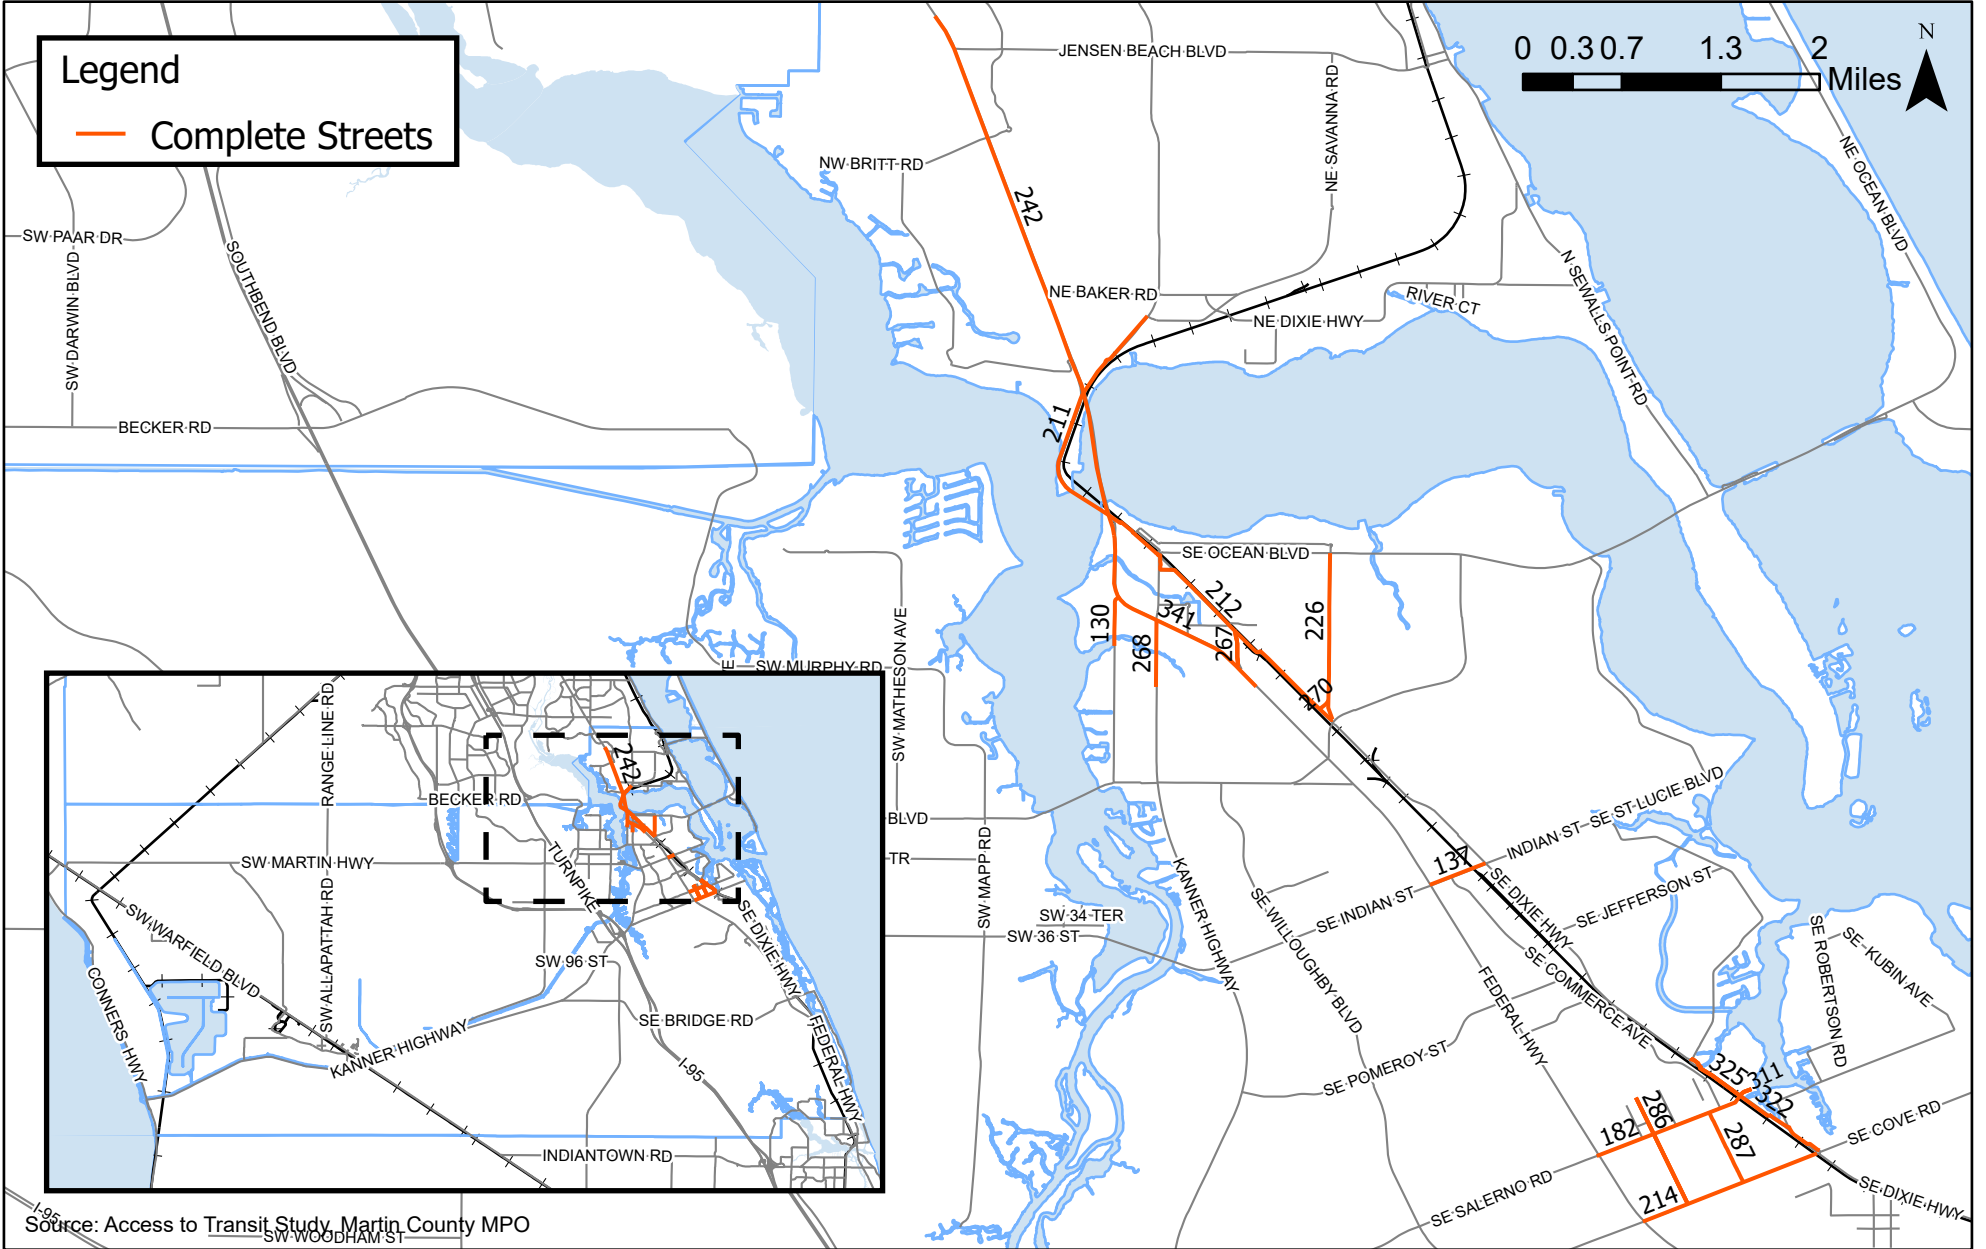 Legend
Complete Streets
0 0.3 0.7 1.3 2
Miles
N
JENSEN BEACH BLVD
NE SAVANNA RD
NW BRITT RD
242
NE OCEAN BLVD
SW PAAR DR
SW DARWIN BLVD
SOUTHBEND BLVD
NE BAKER RD
RIVER CT
NE DIXIE HWY
N SEWALLS POINT RD
BECKER RD
211
SE OCEAN BLVD
212
341
130
268
267
226
270
SW MATHESON AVE
SW MURPHY RD
E
BLVD
TR
SW MAPP RD
SW 34 TER
SW 36 ST
KANNER HIGHWAY
SE WILLOUGHBY BLVD
SE INDIAN ST
137
INDIAN ST
SE ST LUCIE BLVD
SE DIXIE HWY
SE JEFFERSON ST
SE COMMERCE AVE
FEDERAL HWY
SE POMEROY ST
SE ROBERTSON RD
SE KUBIN AVE
325
311
322
286
182
287
214
SE COVE RD
SE SALERNO RD
SE DIXIE HWY
RANGE LINE RD
242
BECKER RD
SW MARTIN HWY
TURNPIKE
SW ALLAPATTAH RD
SW WARFIELD BLVD
CONNERS HWY
SW 96 ST
SE DIXIE HWY
SE BRIDGE RD
KANNER HIGHWAY
I-95
FEDERAL HWY
INDIANTOWN RD
I-95
Source: Access to Transit Study, Martin County MPO
SW WOODHAM ST